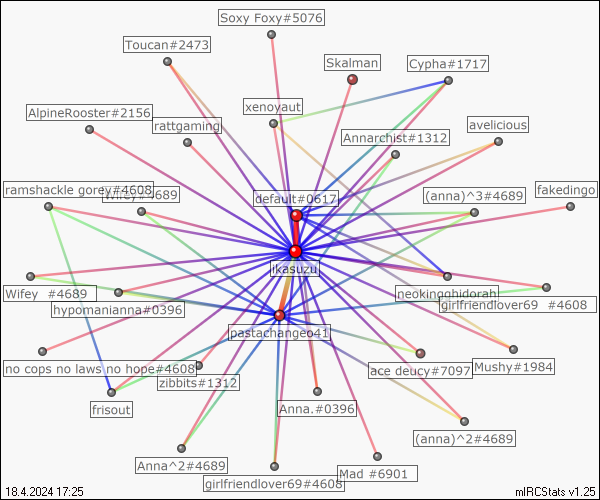 Soxy Foxy#5076
Toucan#2473
Skalman
Cypha#1717
xenoyaut
AlpineRooster#2156
rattgaming
Annarchist#1312
avelicious
ramshackle gorey#4608
#4689
default#0617
(anna)^3#4689
fakedingo
ikasuzu
Wifey #4689
hypomanianna#0396
neokinghidorah
girlfriendlover69 #4608
pastachangeo41
no cops no laws no hope#4608
zibbits#1312
ace deucy#7097
Mushy#1984
frisout
Anna.#0396
(anna)^2#4689
Anna^2#4689
girlfriendlover69#4608
Mad #6901
18.4.2024 17:25
mIRCStats v1.25